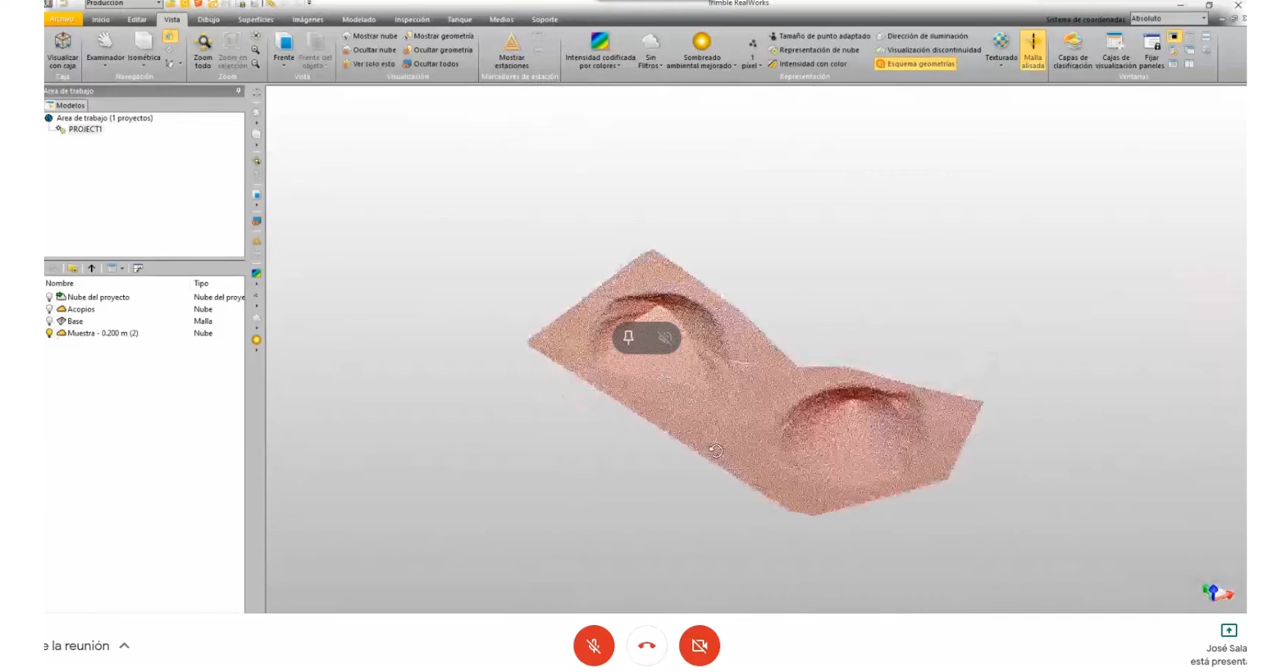 Producción
Trimble RealWorks
Archivo Inicio Editar Vista Dibujo Superficies Imágenes Modelado Inspección Tanque Medios Soporte
Sistema de coordenadas: Absoluto
Visualizar con caja
Examinador
Isométrica
Zoom todo
Zoom en selección
Frente
Frente del objeto
Mostrar nube
Mostrar geometría
Ocultar nube
Ocultar geometría
Ver solo esto
Ocultar todos
Mostrar estaciones
Intensidad codificada por colores
Sin Filtros
Sombreado ambiental mejorado
1 píxel
Tamaño de punto adaptado
Dirección de iluminación
Representación de nube
Visualización discontinuidad
Intensidad con color
Esquema geometrías
Texturado
Malla alisada
Capas de clasificación
Cajas de visualización
Fijar paneles
Caja Navegación Zoom Vista Visualización Marcadores de estación Representación Ventanas
Área de trabajo
Modelos
Área de trabajo (1 proyectos)
PROJECT1
Nombre Tipo
Nube del proyecto Nube del proye
Acopios Nube
Base Malla
Muestra - 0.200 m (2) Nube
e la reunión
José Sala
está presenta